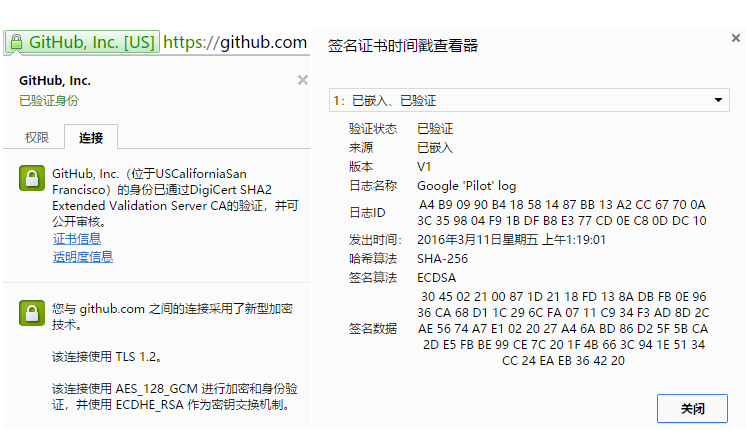 GitHub, Inc. [US] https://github.com
GitHub, Inc.
已验证身份
权限 连接
GitHub, Inc.（位于USCaliforniaSan
Francisco）的身份已通过DigiCert SHA2
Extended Validation Server CA的验证，并可
公开审核。
证书信息
透明度信息
您与 github.com 之间的连接采用了新型加密
技术。
该连接使用 TLS 1.2。
该连接使用 AES_128_GCM 进行加密和身份验
证，并使用 ECDHE_RSA 作为密钥交换机制。
签名证书时间戳查看器
1：已嵌入、已验证
验证状态 已验证
来源 已嵌入
版本 V1
日志名称 Google 'Pilot' log
日志ID A4 B9 09 90 B4 18 58 14 87 BB 13 A2 CC 67 70 0A
3C 35 98 04 F9 1B DF B8 E3 77 CD 0E C8 0D DC 10
发出时间： 2016年3月11日星期五 上午1:19:01
哈希算法 SHA-256
签名算法 ECDSA
签名数据 30 45 02 21 00 87 1D 21 18 FD 13 8A DB FB 0E 96
36 CA 68 D1 1C 29 6C FA 07 11 C9 34 F3 AD 8D 2C
AE 56 74 A7 E1 02 20 27 A4 6A BD 86 D2 5F 5B CA
2D E5 FB BE 99 CE 7C 20 1F 4B 66 3C 94 1E 51 34
CC 24 EA EB 36 42 20
关闭